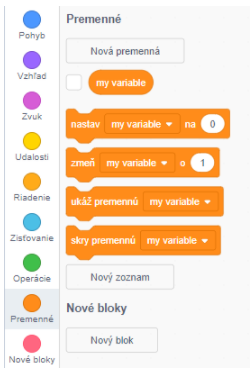 Pohyb
Vzhľad
Zvuk
Udalosti
Riadenie
Zisťovanie
Operácie
Premenné
Nové bloky
Premenné
Nová premenná
my variable
nastav my variable na 0
zmeň my variable o 1
ukáž premennú my variable
skry premennú my variable
Nový zoznam
Nové bloky
Nový blok